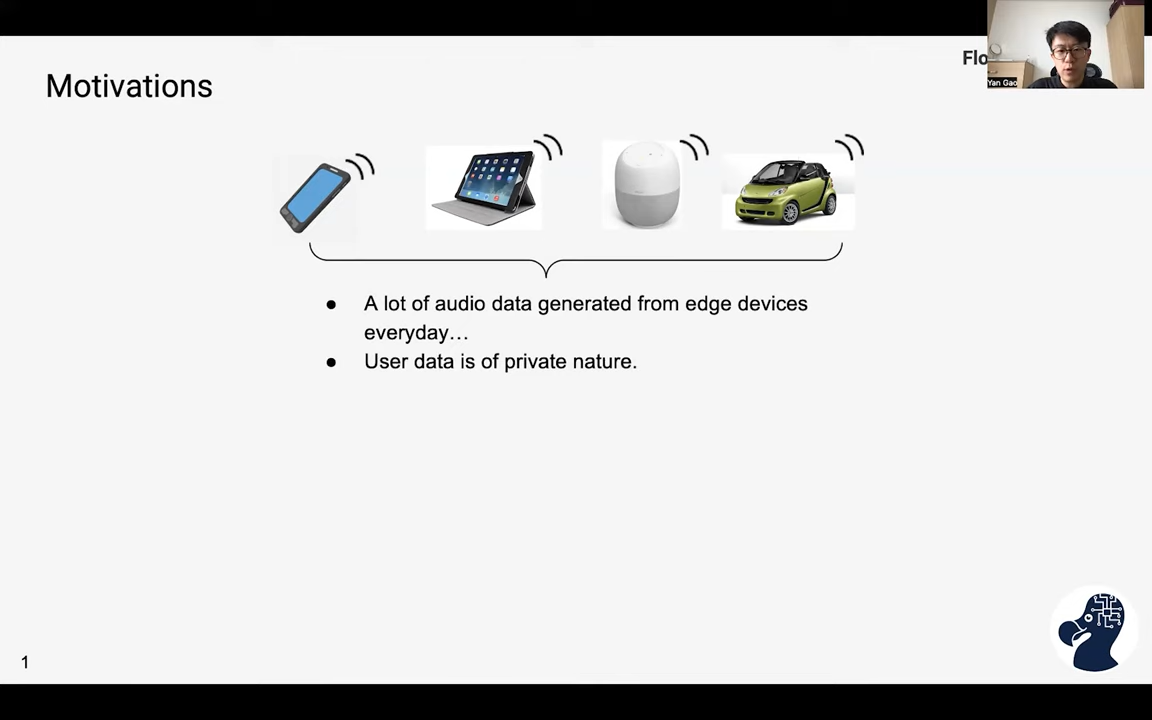 Motivations
Flo
Yan Gao
● A lot of audio data generated from edge devices
everyday…
● User data is of private nature.
1